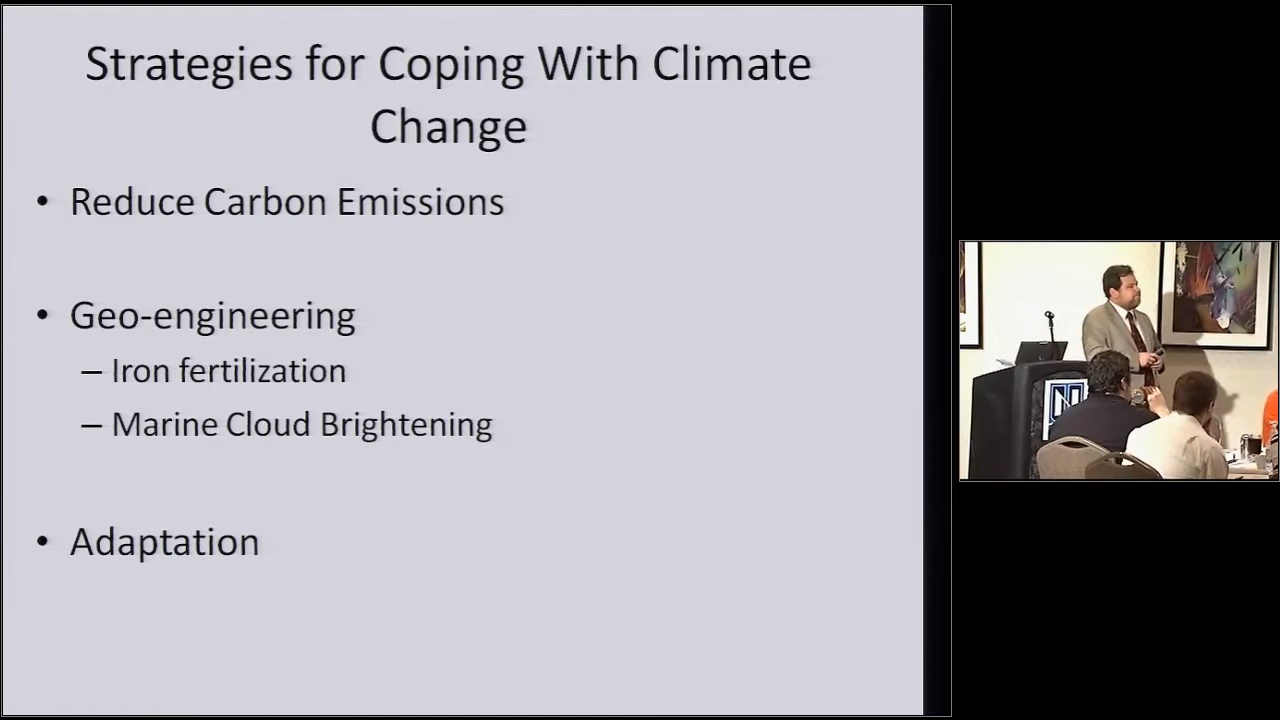 Strategies for Coping With Climate
Change
• Reduce Carbon Emissions
• Geo-engineering
– Iron fertilization
– Marine Cloud Brightening
• Adaptation
N